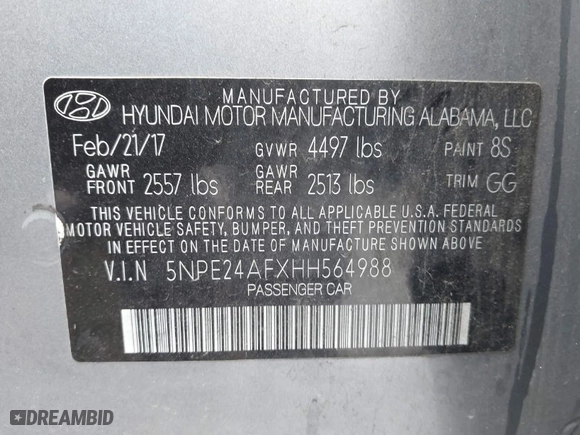 MANUFACTURED BY
HYUNDAI MOTOR MANUFACTURING ALABAMA, LLC
Feb/21/17 GVWR 4497 lbs PAINT 8S
GAWR FRONT 2557 lbs GAWR REAR 2513 lbs TRIM GG
THIS VEHICLE CONFORMS TO ALL APPLICABLE U.S.A. FEDERAL
MOTOR VEHICLE SAFETY, BUMPER, AND THEFT PREVENTION STANDARDS
IN EFFECT ON THE DATE OF MANUFACTURE SHOWN ABOVE.
V.I.N 5NPE24AFXHH564988
PASSENGER CAR
DREAMBID